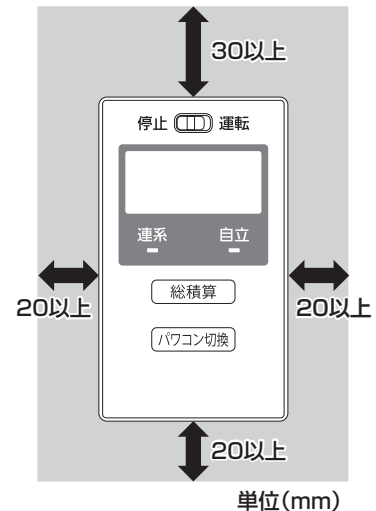 30以上
停止 運転
連系 自立
20以上 20以上
総積算
パワコン切換
20以上
単位(mm)